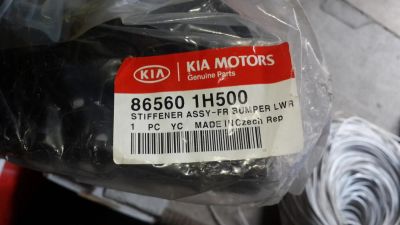 KIA
KIA MOTORS
Genuine Parts
86560 1H500
STIFFENER ASSY-FR BUMPER LWR
1 PC YC MADE IN Czech Rep